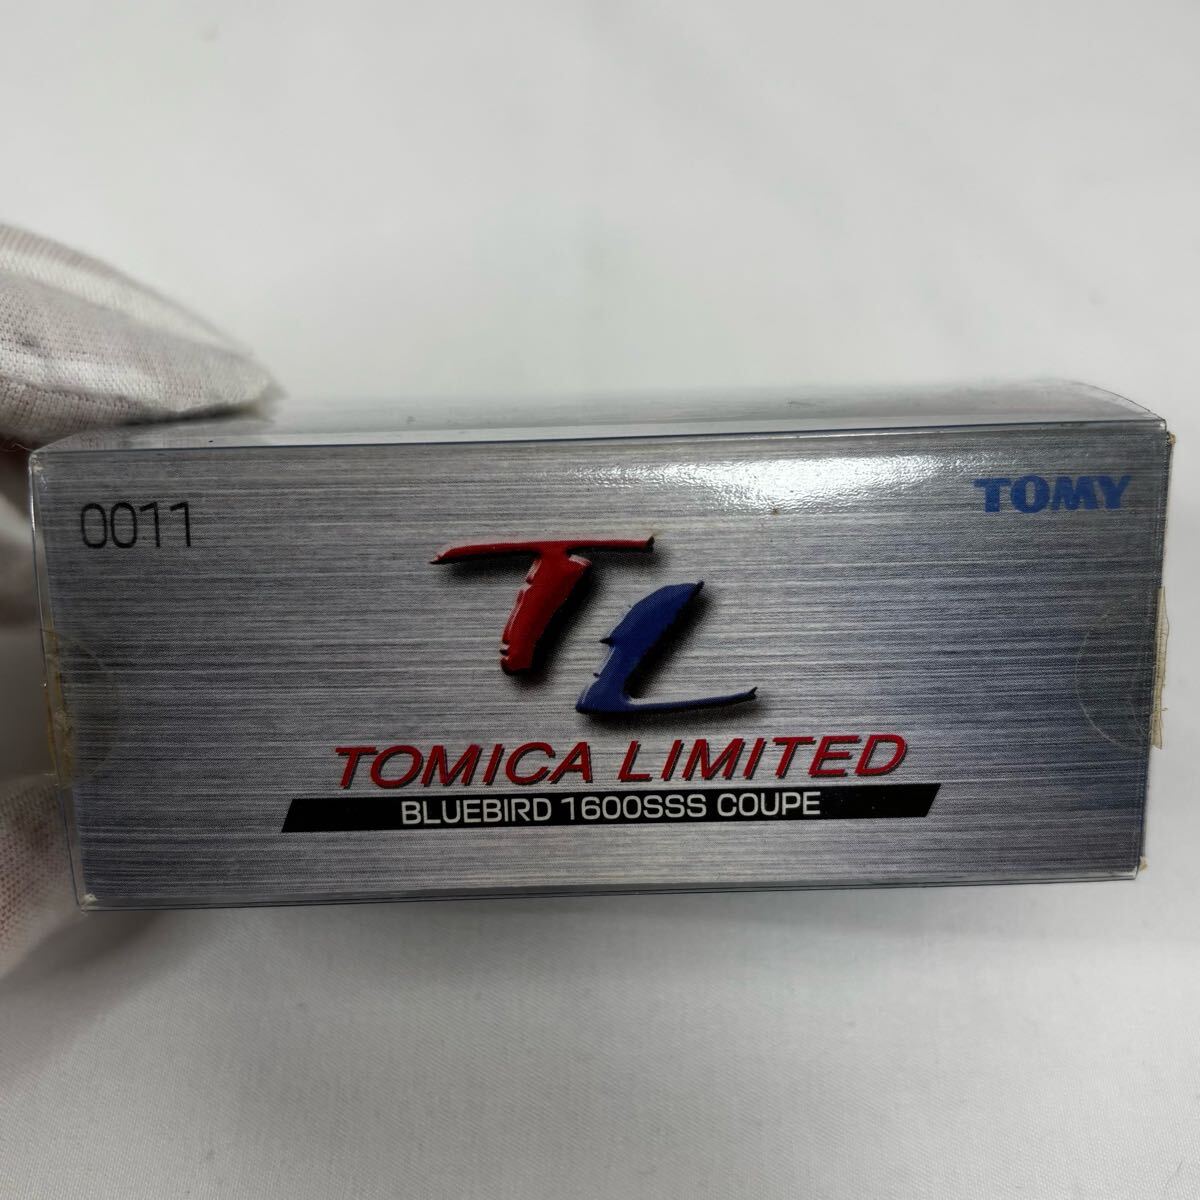 0011
TOMY
TL
TOMICA LIMITED
BLUEBIRD 1600SSS COUPE